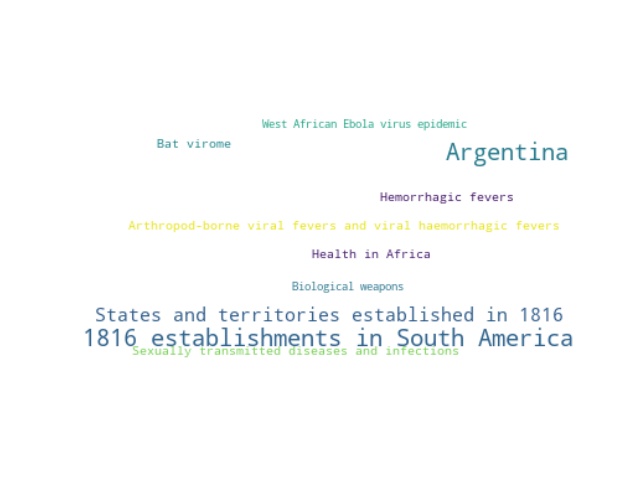 West African Ebola virus epidemic
Bat virome
Argentina
Hemorrhagic fevers
Arthropod-borne viral fevers and viral haemorrhagic fevers
Health in Africa
Biological weapons
States and territories established in 1816
1816 establishments in South America
Sexually transmitted diseases and infections